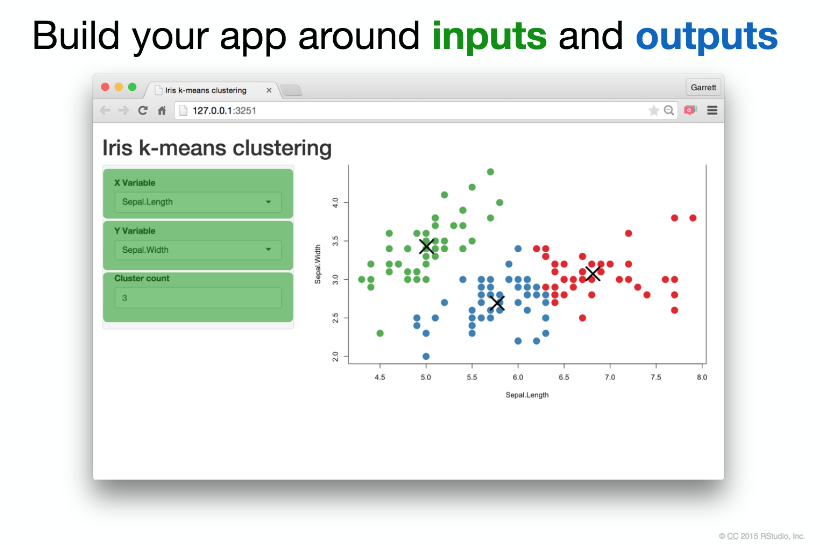 Build your app around inputs and outputs
Iris k-means clustering
Garrett
127.0.0.1:3251
Iris k-means clustering
X Variable
Sepal.Length
Y Variable
Sepal.Width
Cluster count
3
Sepal.Width
4.0
3.5
3.0
2.5
2.0
4.5 5.0 5.5 6.0 6.5 7.0 7.5 8.0
Sepal.Length
© CC 2015 RStudio, Inc.